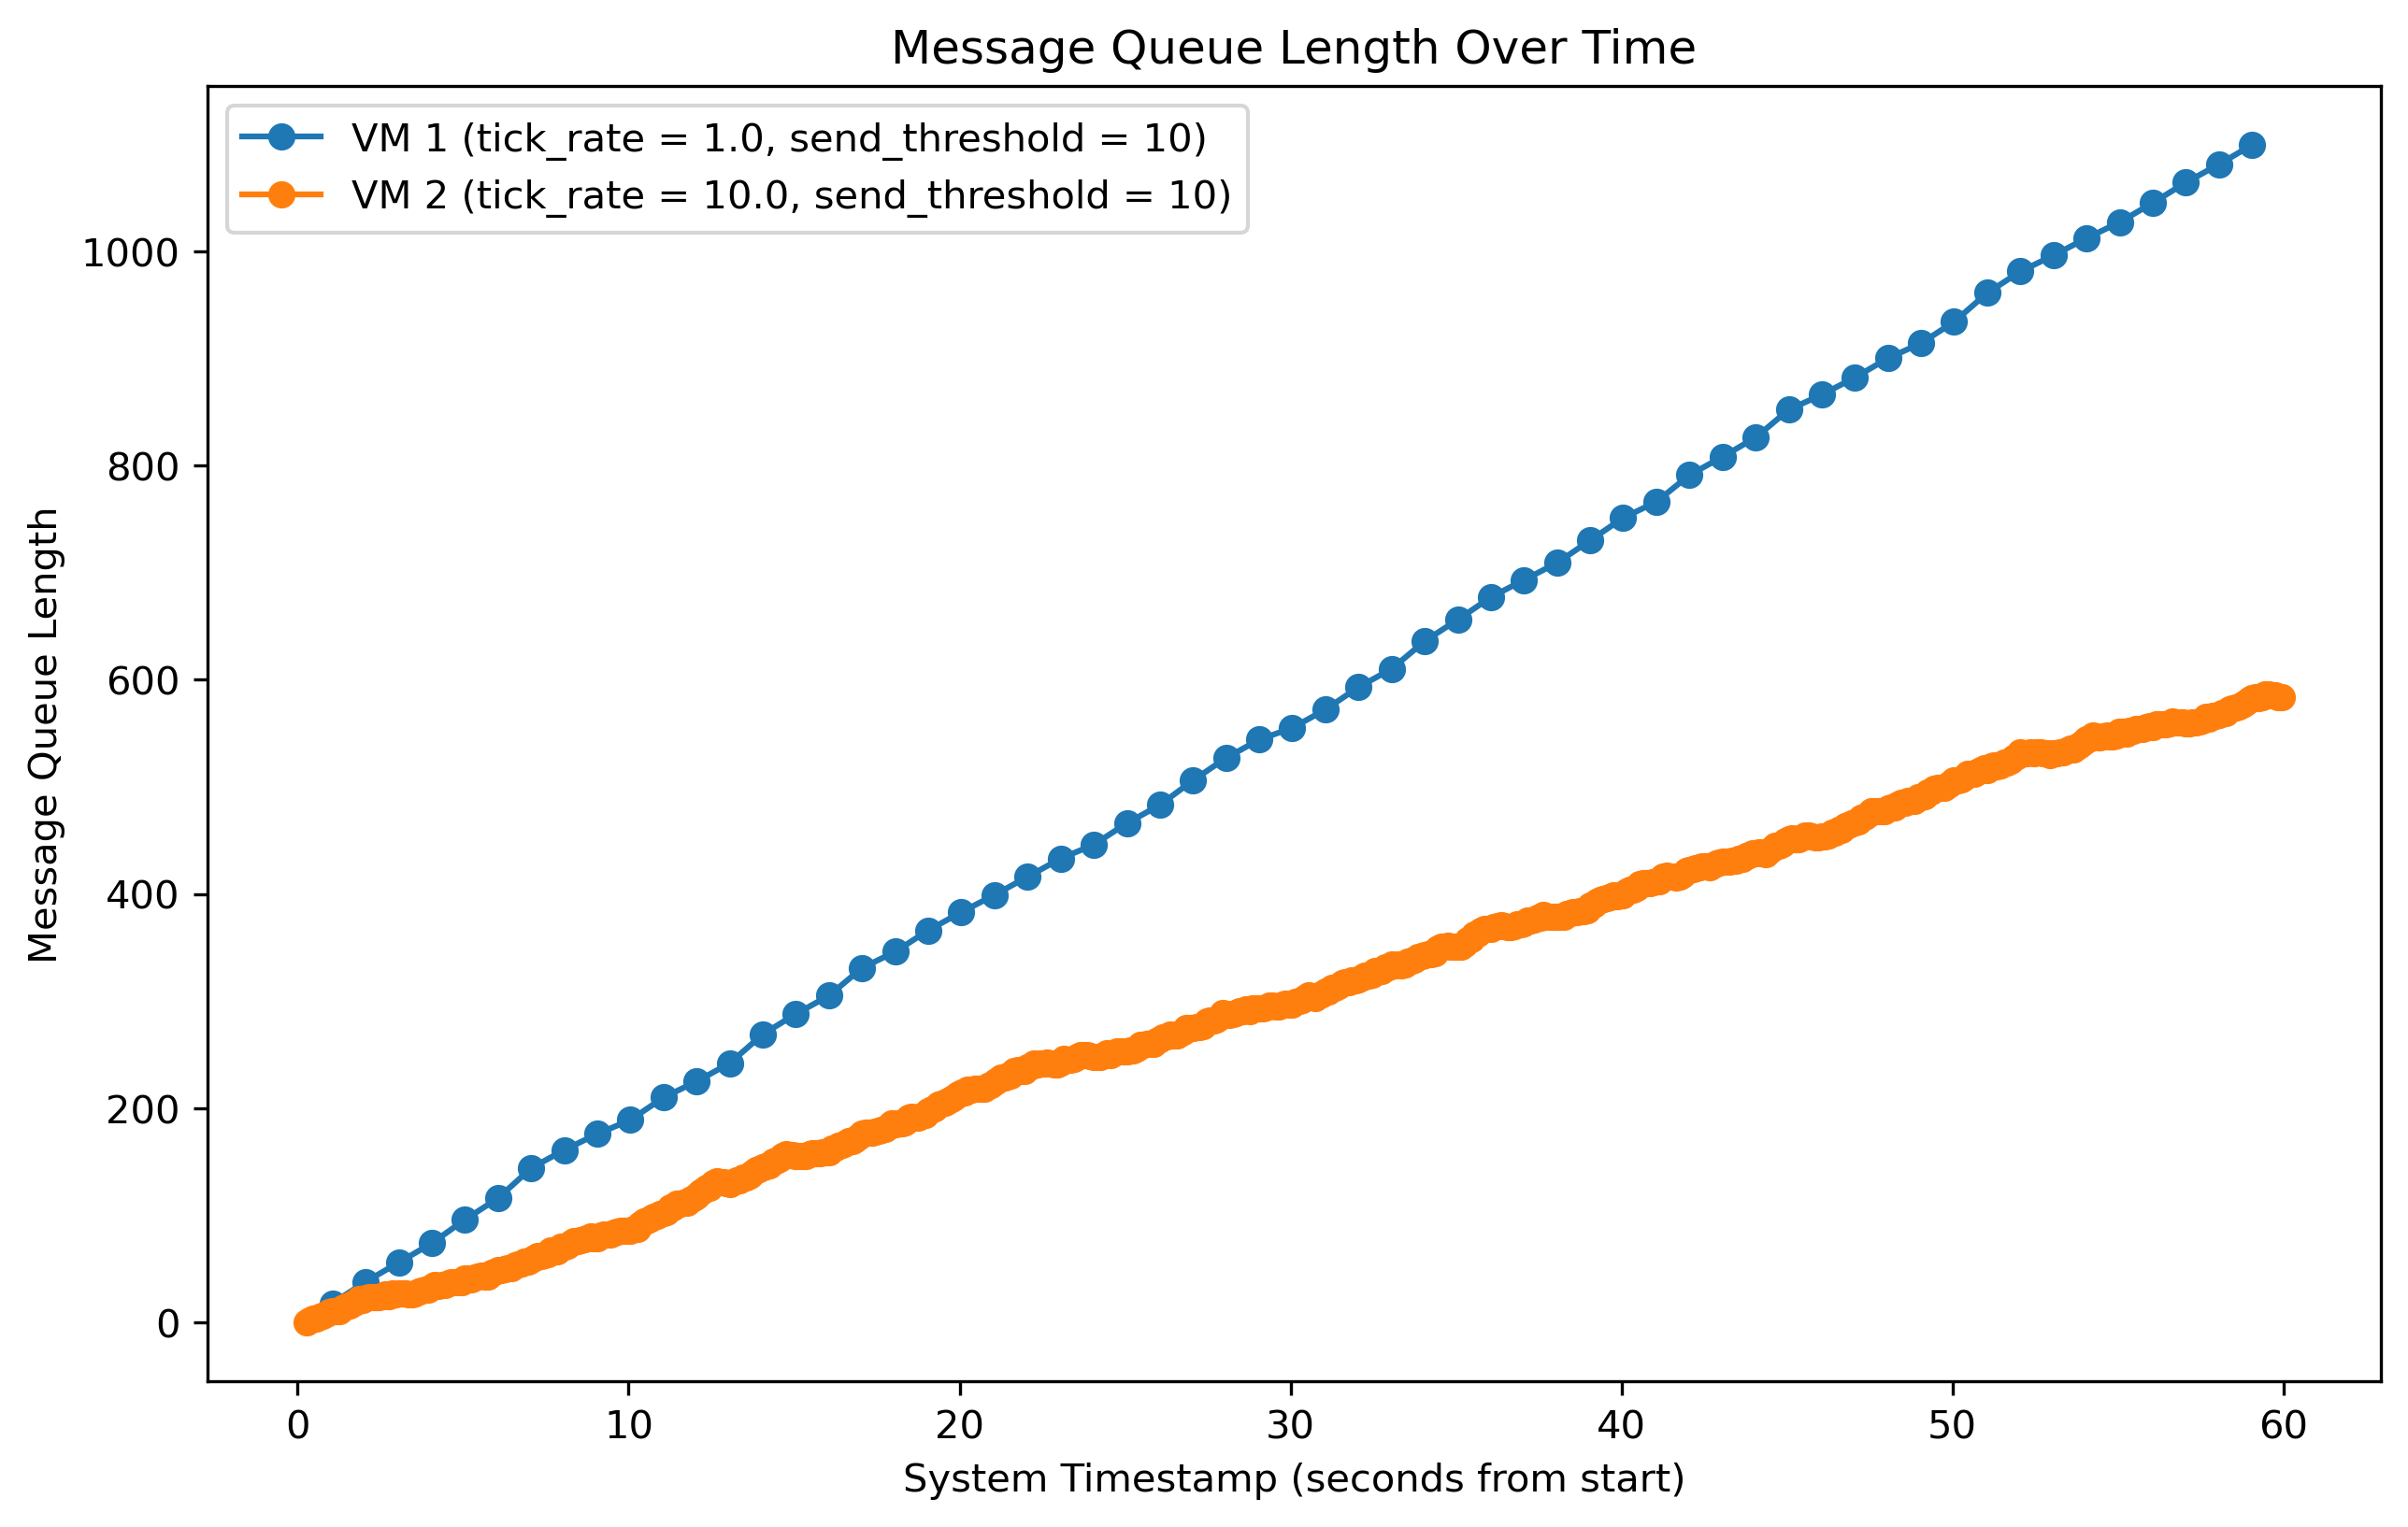 Message Queue Length Over Time
VM 1 (tick_rate = 1.0, send_threshold = 10)
VM 2 (tick_rate = 10.0, send_threshold = 10)
Message Queue Length
1000
800
600
400
200
0
0 10 20 30 40 50 60
System Timestamp (seconds from start)